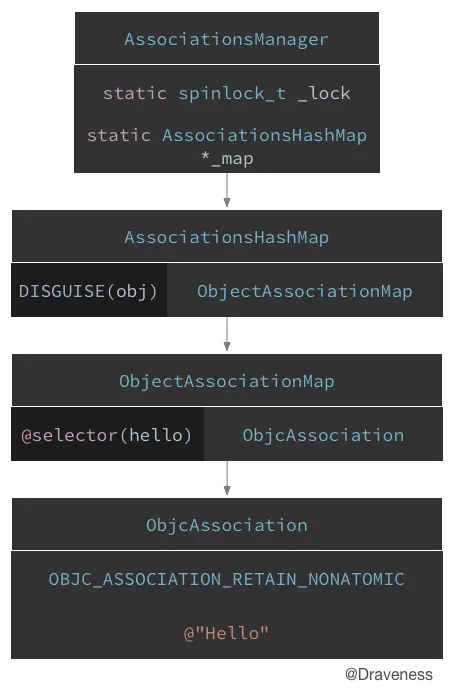 AssociationsManager
static spinlock_t _lock
static AssociationsHashMap
*_map
AssociationsHashMap
DISGUISE(obj) ObjectAssociationMap
ObjectAssociationMap
@selector(hello) ObjcAssociation
ObjcAssociation
OBJC_ASSOCIATION_RETAIN_NONATOMIC
@"Hello"
@Draveness